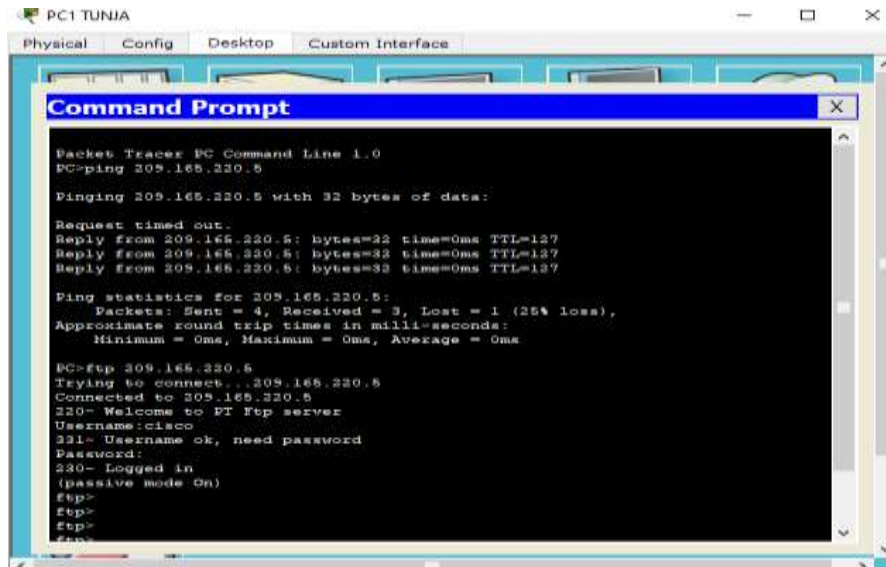 PC1 TUNJA
Physical Config Desktop Custom Interface
Command Prompt
X
Packet Tracer PC Command Line 1.0
PC>ping 209.165.220.5
Pinging 209.165.220.5 with 32 bytes of data:
Request timed out.
Reply from 209.165.220.5: bytes=32 time=0ms TTL=127
Reply from 209.165.220.5: bytes=32 time=0ms TTL=127
Reply from 209.165.220.5: bytes=32 time=0ms TTL=127
Ping statistics for 209.165.220.5:
Packets: Sent = 4, Received = 3, Lost = 1 (25% loss),
Approximate round trip times in milli-seconds:
Minimum = 0ms, Maximum = 0ms, Average = 0ms
PC>ftp 209.165.220.5
Trying to connect...209.165.220.5
Connected to 209.165.220.5
220- Welcome to PT Ftp server
Username:cisco
331- Username ok, need password
Password:
230- Logged in
(passive mode On)
ftp>
ftp>
ftp>
ftp>